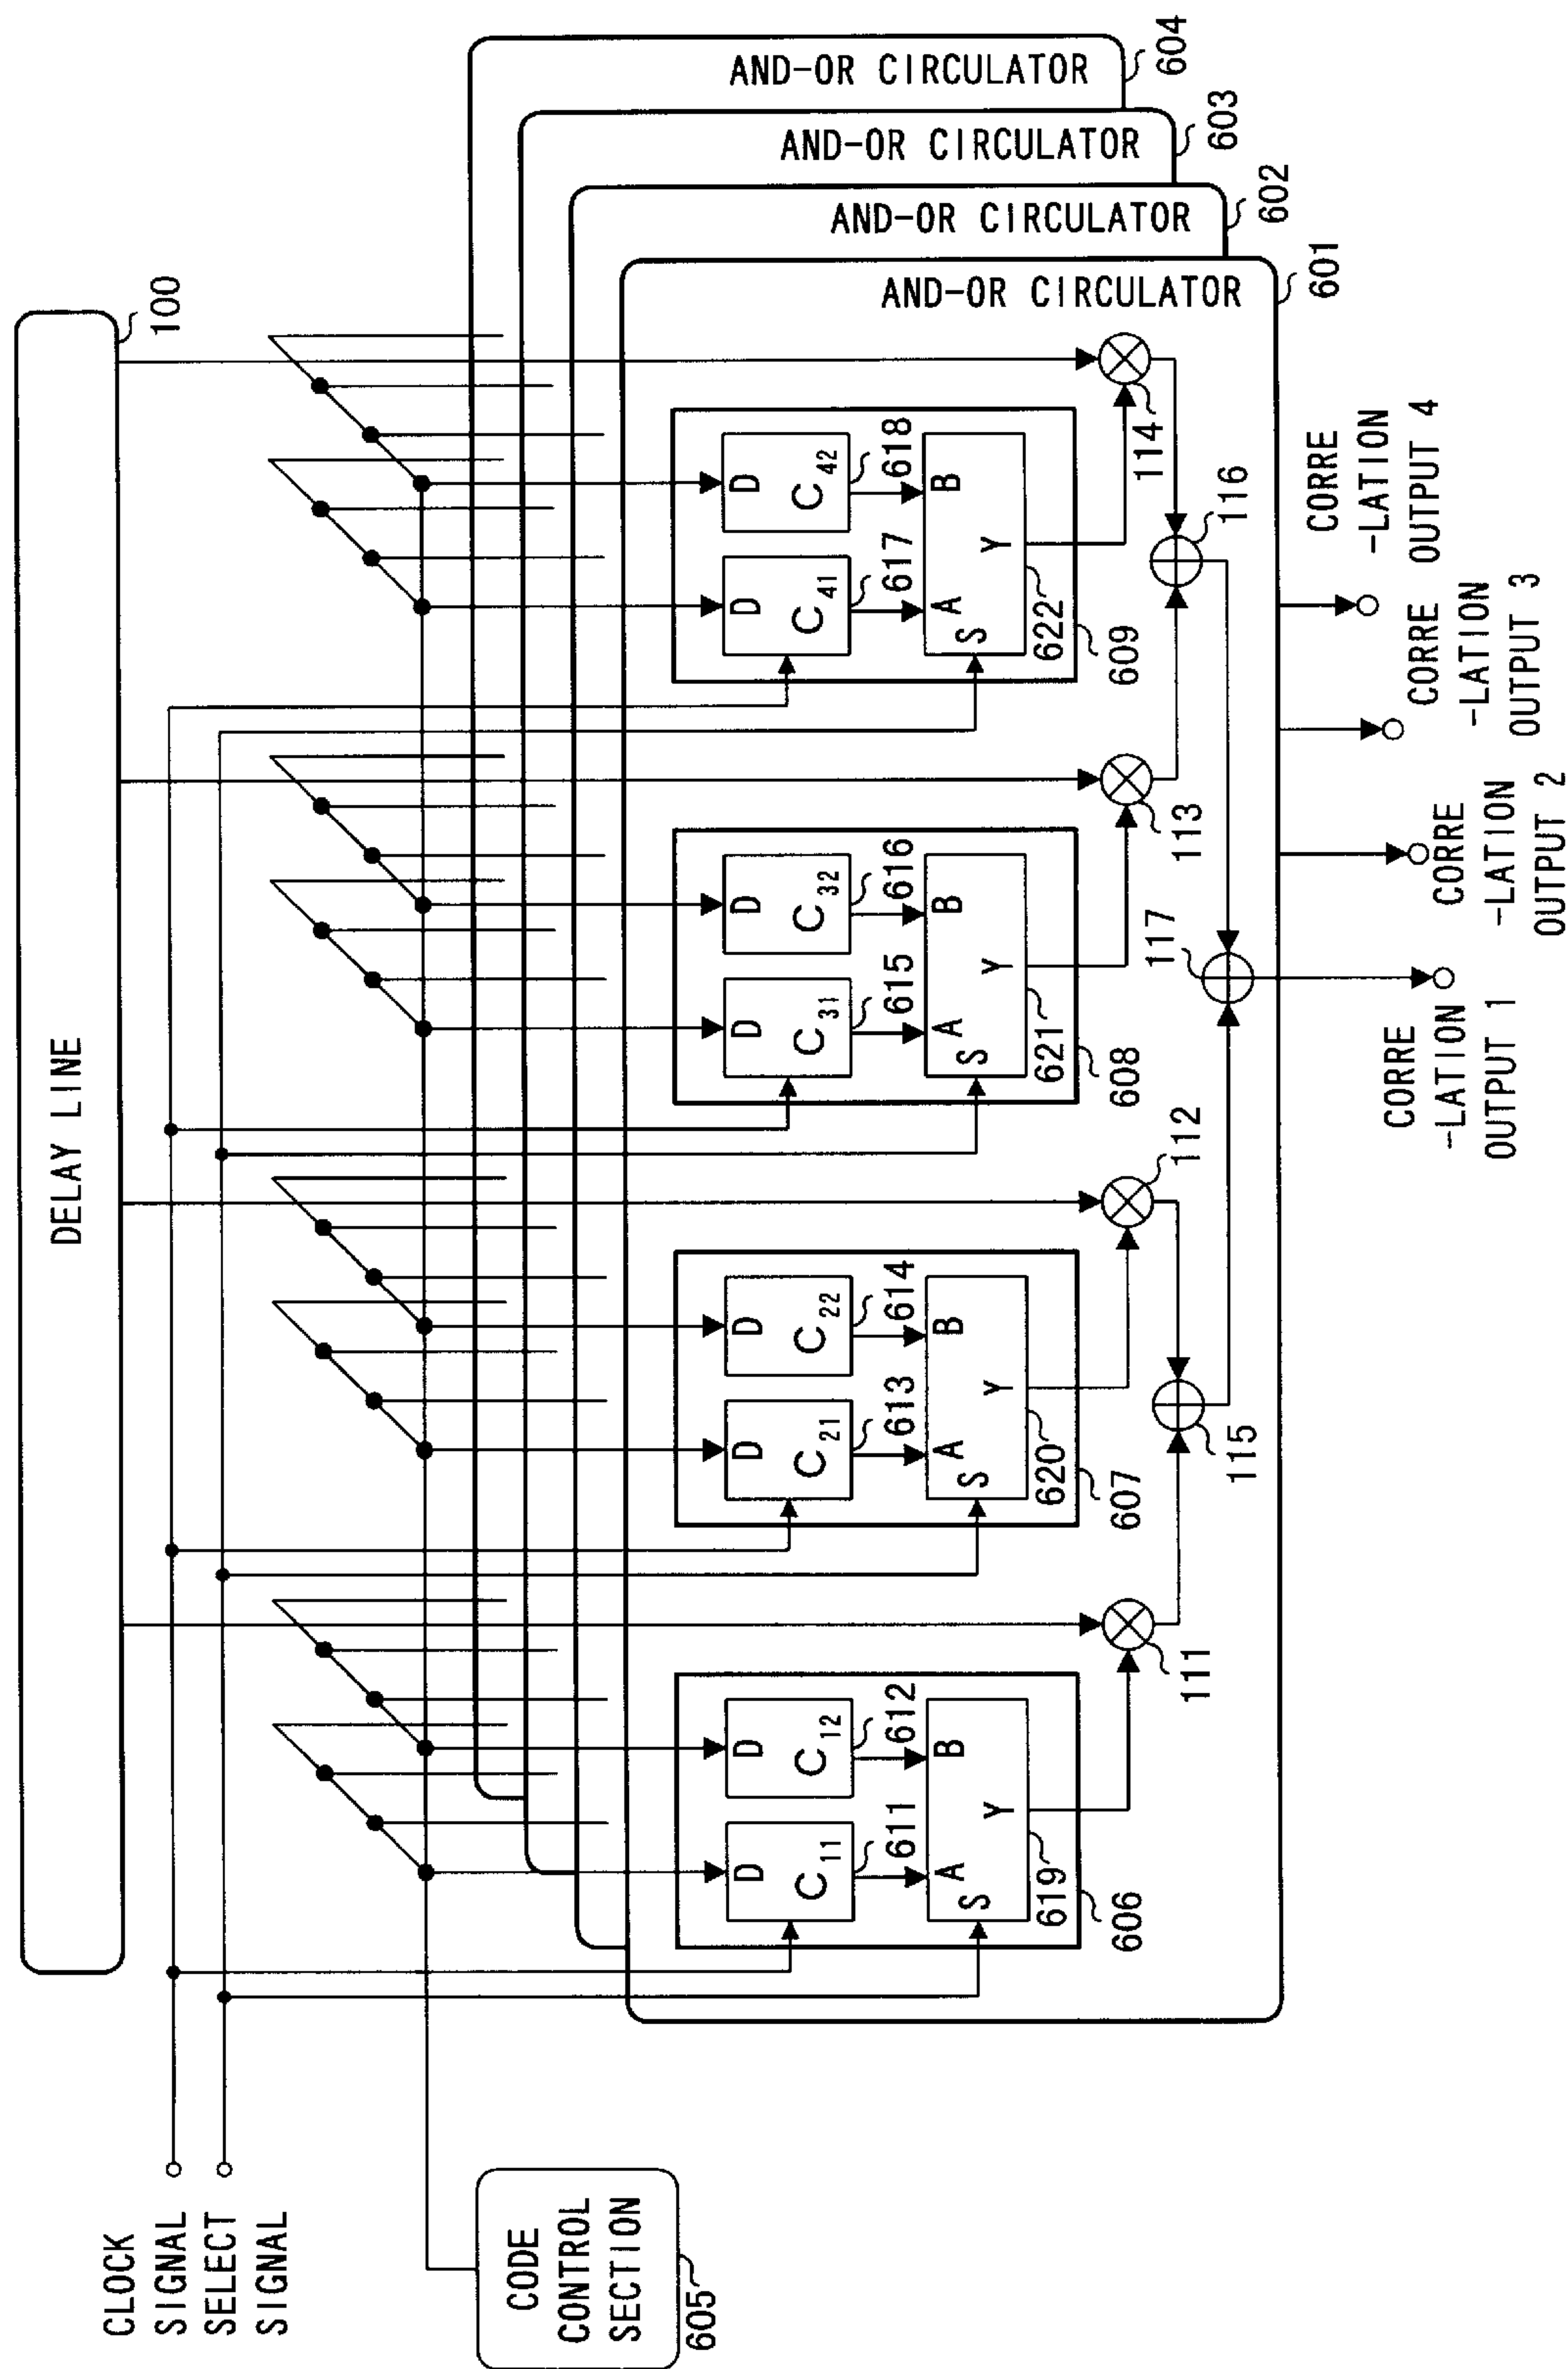 DELAY LINE
100
CLOCK
SIGNAL
SELECT
SIGNAL
CODE
CONTROL
SECTION
605
AND-OR CIRCULATOR
604
AND-OR CIRCULATOR
603
AND-OR CIRCULATOR
602
AND-OR CIRCULATOR
601
D
C11
611
D
C12
612
A
B
S
Y
619
606
111
D
C21
613
D
C22
614
A
B
S
Y
620
607
112
115
D
C31
615
D
C32
616
A
B
S
Y
621
608
113
117
D
C41
617
D
C42
618
A
B
S
Y
622
609
114
116
CORRE
-LATION
OUTPUT 1
CORRE
-LATION
OUTPUT 2
CORRE
-LATION
OUTPUT 3
CORRE
-LATION
OUTPUT 4